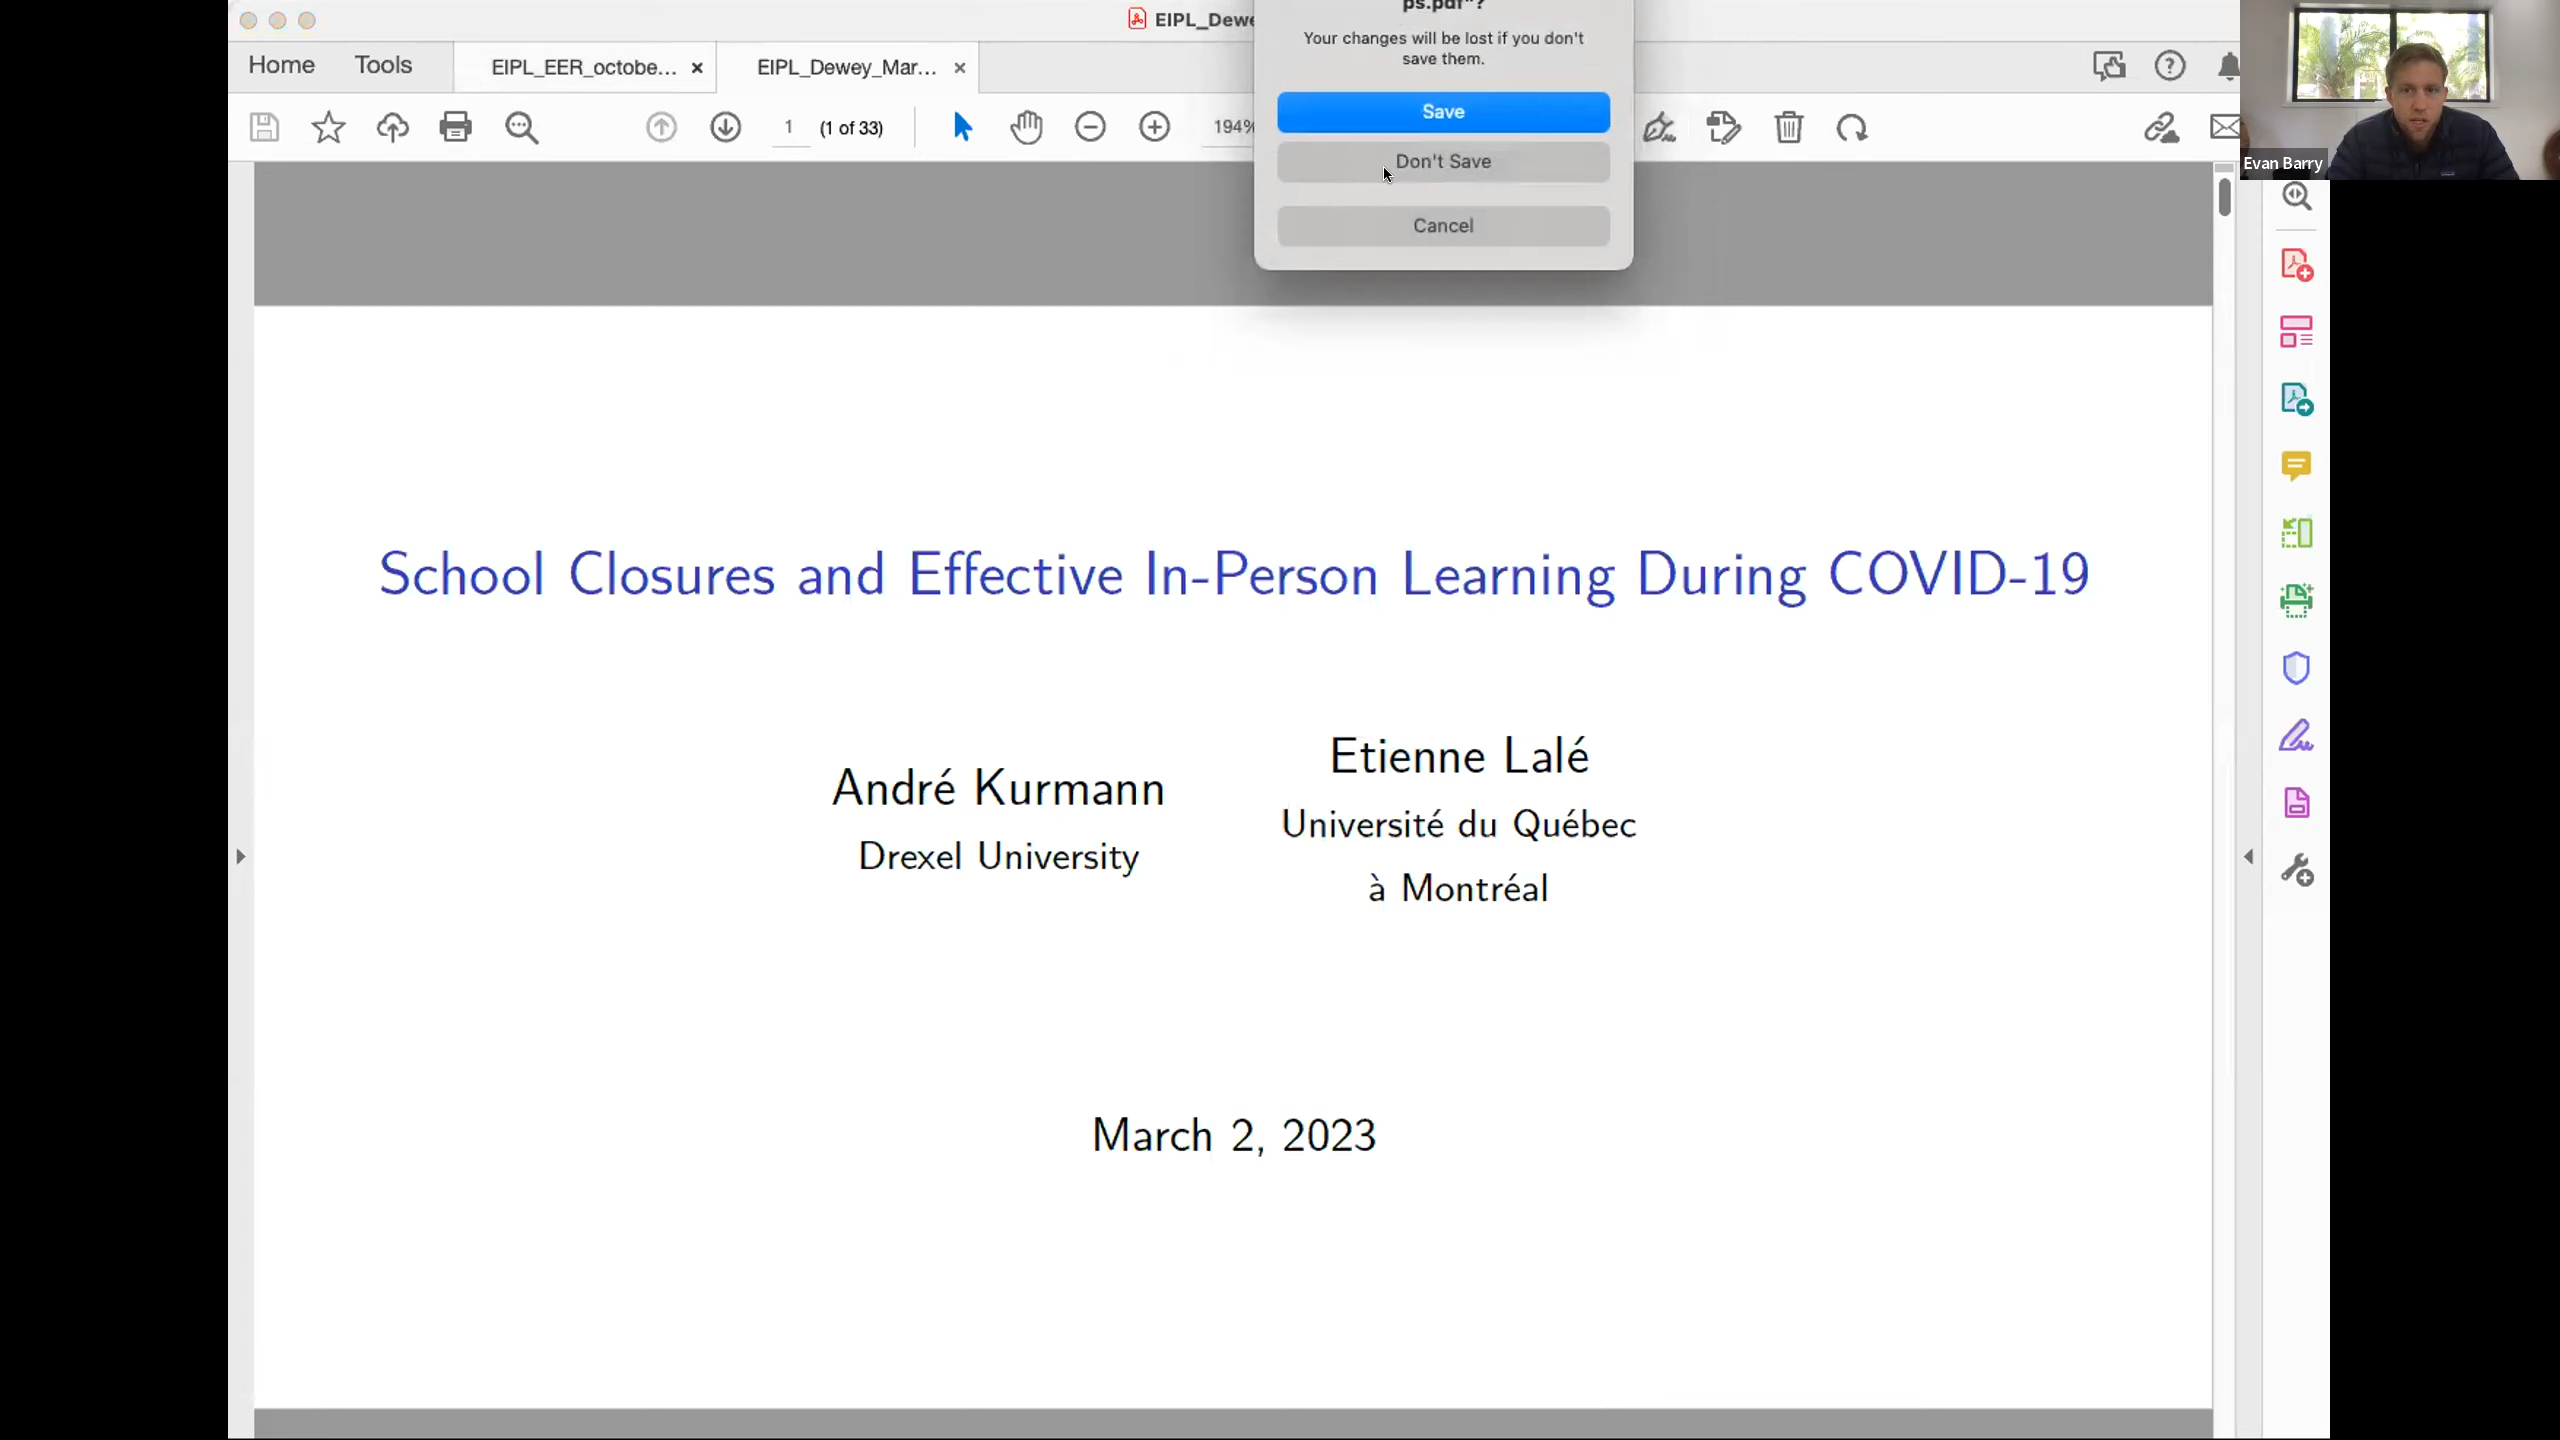 EIPL_Dewe
ps.pdf"?
Your changes will be lost if you don't
save them.
Save
Don't Save
Cancel
Home
Tools
EIPL_EER_octobe...
EIPL_Dewey_Mar...
1
(1 of 33)
194%
Evan Barry
School Closures and Effective In-Person Learning During COVID-19
André Kurmann
Drexel University
Etienne Lalé
Université du Québec
à Montréal
March 2, 2023